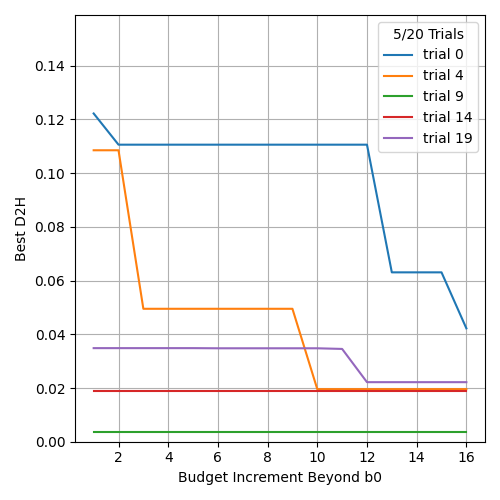 5/20 Trials
trial 0
trial 4
trial 9
trial 14
trial 19
Best D2H
0.14
0.12
0.10
0.08
0.06
0.04
0.02
0.00
2 4 6 8 10 12 14 16
Budget Increment Beyond b0